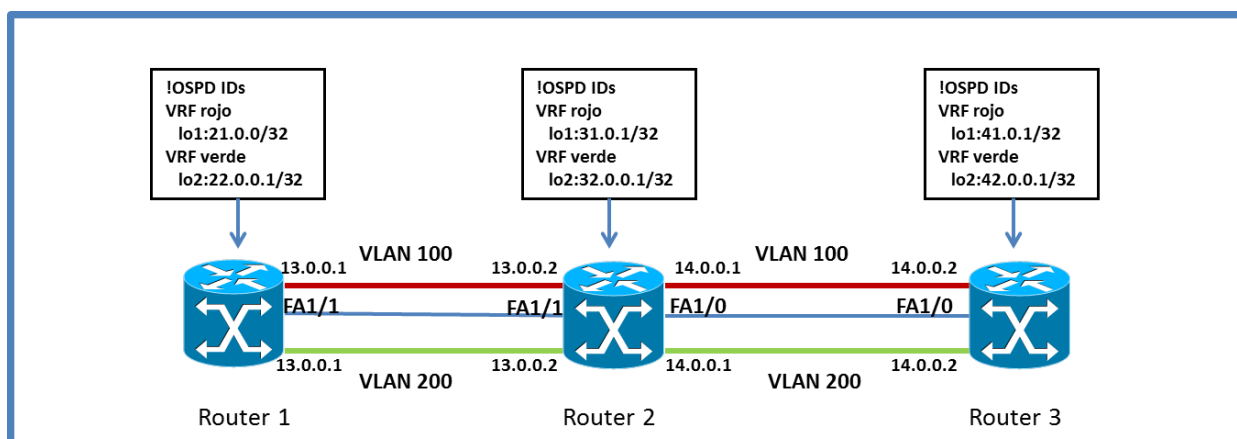 !OSPD IDs
VRF rojo
lo1:21.0.0/32
VRF verde
lo2:22.0.0.1/32
!OSPD IDs
VRF rojo
lo1:31.0.1/32
VRF verde
lo2:32.0.0.1/32
!OSPD IDs
VRF rojo
lo1:41.0.1/32
VRF verde
lo2:42.0.0.1/32
VLAN 100
VLAN 100
13.0.0.1
13.0.0.2
14.0.0.1
14.0.0.2
FA1/1
FA1/1
FA1/0
FA1/0
13.0.0.1
13.0.0.2
14.0.0.1
14.0.0.2
VLAN 200
VLAN 200
Router 1
Router 2
Router 3